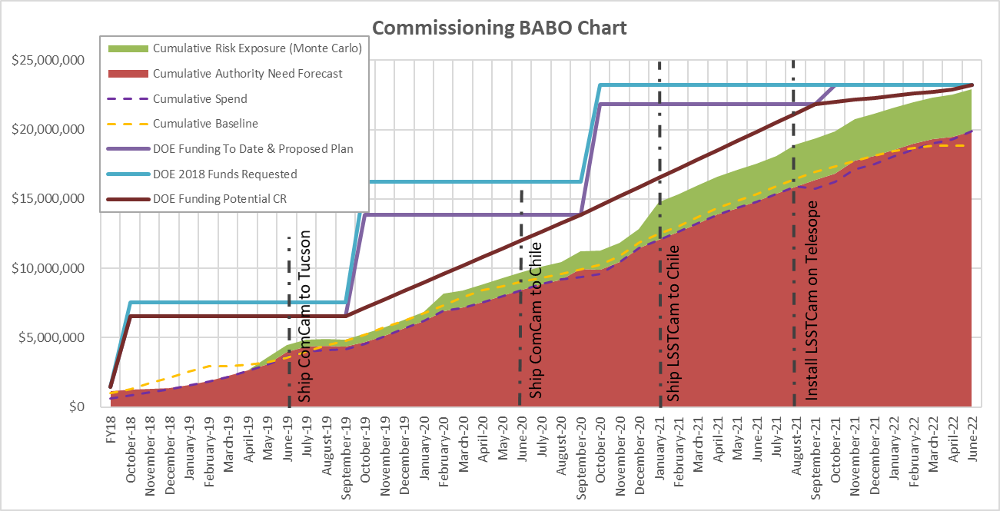 Commissioning BABO Chart
Cumulative Risk Exposure (Monte Carlo)
Cumulative Authority Need Forecast
Cumulative Spend
Cumulative Baseline
DOE Funding To Date & Proposed Plan
DOE 2018 Funds Requested
DOE Funding Potential CR
$25,000,000
$20,000,000
$15,000,000
$10,000,000
$5,000,000
$0
Ship ComCam to Tucson
Ship ComCam to Chile
Ship LSSTCam to Chile
Install LSSTCam on Telesope
FY18
October-18
November-18
December-18
January-19
February-19
March-19
April-19
May-19
June-19
July-19
August-19
September-19
October-19
November-19
December-19
January-20
February-20
March-20
April-20
May-20
June-20
July-20
August-20
September-20
October-20
November-20
December-20
January-21
February-21
March-21
April-21
May-21
June-21
July-21
August-21
September-21
October-21
November-21
December-21
January-22
February-22
March-22
April-22
June-22